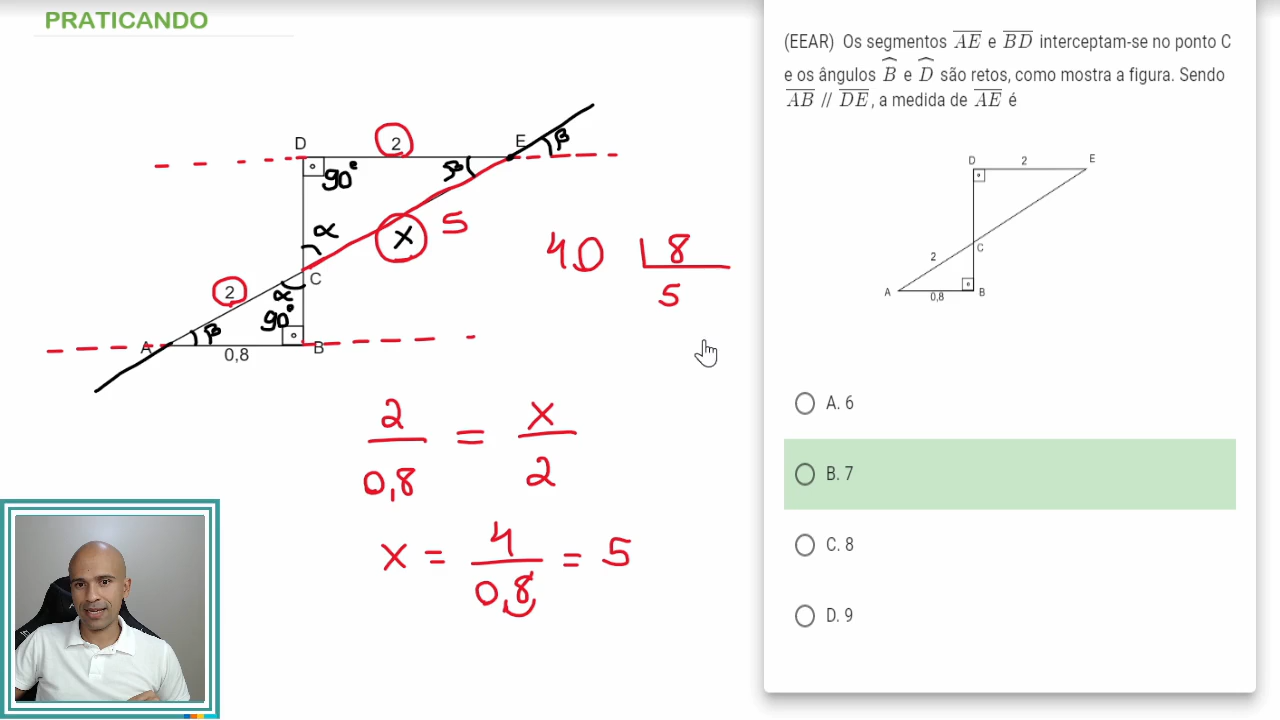 PRATICANDO
D
2
E
β
90°
β
α
x
5
2
C
α
90°
β
A
0,8
B
40 8
5
2 = x
0,8 2
x = 4 = 5
0,8
(EEAR) Os segmentos AE e BD interceptam-se no ponto C
e os ângulos B̂ e D̂ são retos, como mostra a figura. Sendo
AB // DE, a medida de AE é
D
2
E
C
2
A
0,8
B
A. 6
B. 7
C. 8
D. 9